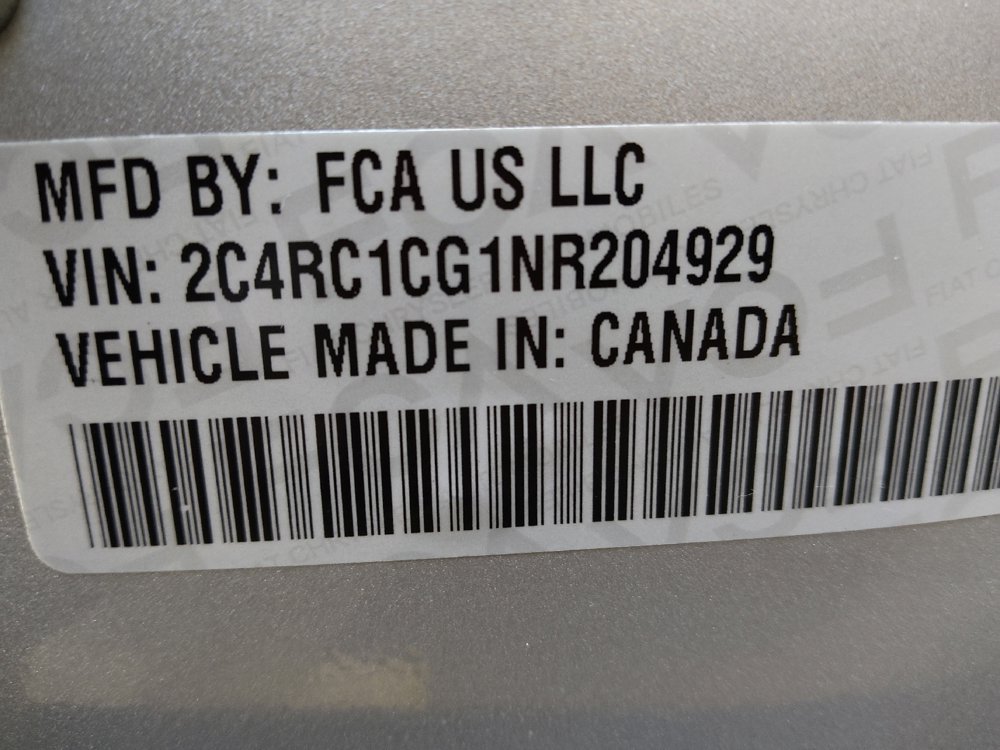 MFD BY: FCA US LLC
VIN: 2C4RC1CG1NR204929
VEHICLE MADE IN: CANADA